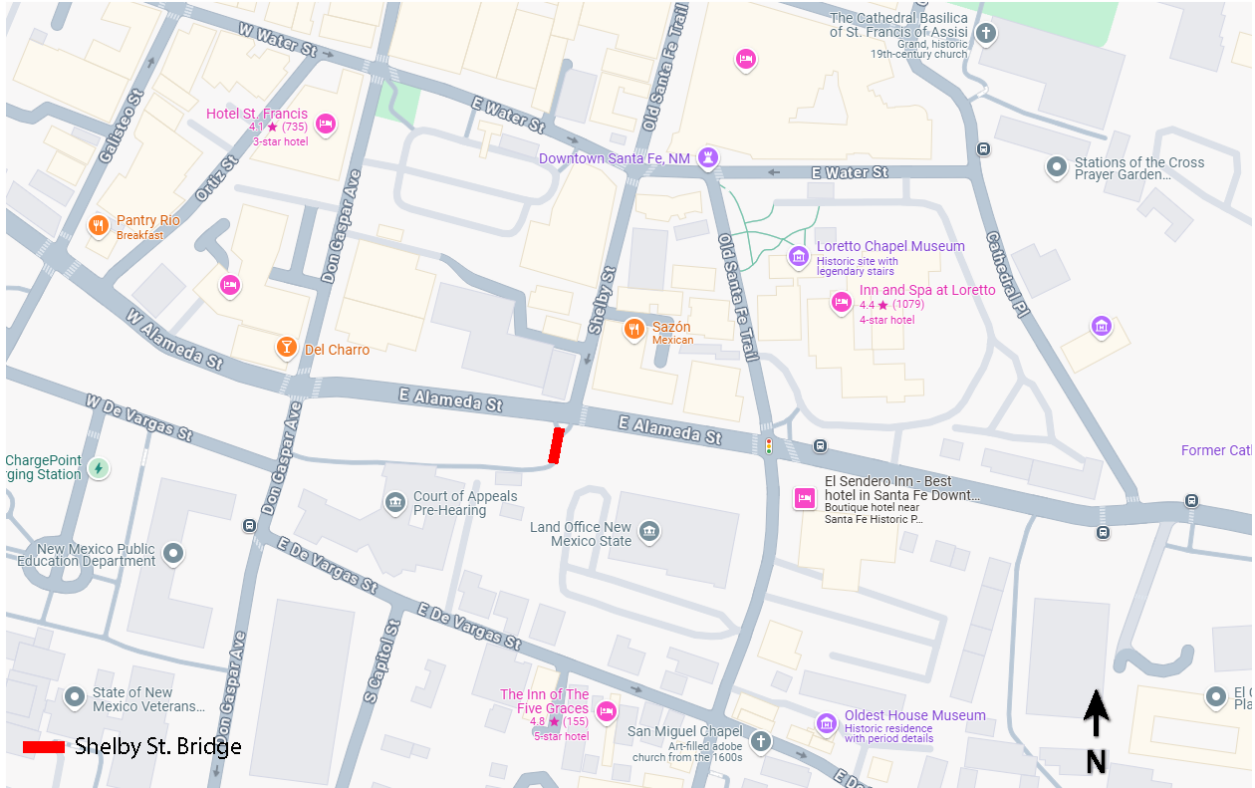 W Water St
The Cathedral Basilica
of St. Francis of Assisi
Grand, historic
19th-century church
Old Santa Fe Trail
Galisteo St
Hotel St. Francis
4.1 ★ (735)
3-star hotel
E Water St
Ortiz St
Downtown Santa Fe, NM
E Water St
Stations of the Cross
Prayer Garden...
Don Gaspar Ave
Pantry Rio
Breakfast
Old Santa Fe Trail
Cathedral Pl
Loretto Chapel Museum
Historic site with
legendary stairs
Shelby St
Inn and Spa at Loretto
4.4 ★ (1079)
4-star hotel
W Alameda St
Sazón
Mexican
Del Charro
E Alameda St
E Alameda St
W De Vargas St
Don Gaspar Ave
ChargePoint
rging Station
Former Cath
El Sendero Inn - Best
hotel in Santa Fe Downt...
Boutique hotel near
Santa Fe Historic P...
Court of Appeals
Pre-Hearing
Land Office New
Mexico State
New Mexico Public
Education Department
E De Vargas St
E De Vargas St
S Capitol St
Don Gaspar Ave
State of New
Mexico Veterans...
The Inn of The
Five Graces
4.8 ★ (155)
5-star hotel
San Miguel Chapel
Art-filled adobe
church from the 1600s
Oldest House Museum
Historic residence
with period details
El
Pla
E De
Shelby St. Bridge
N